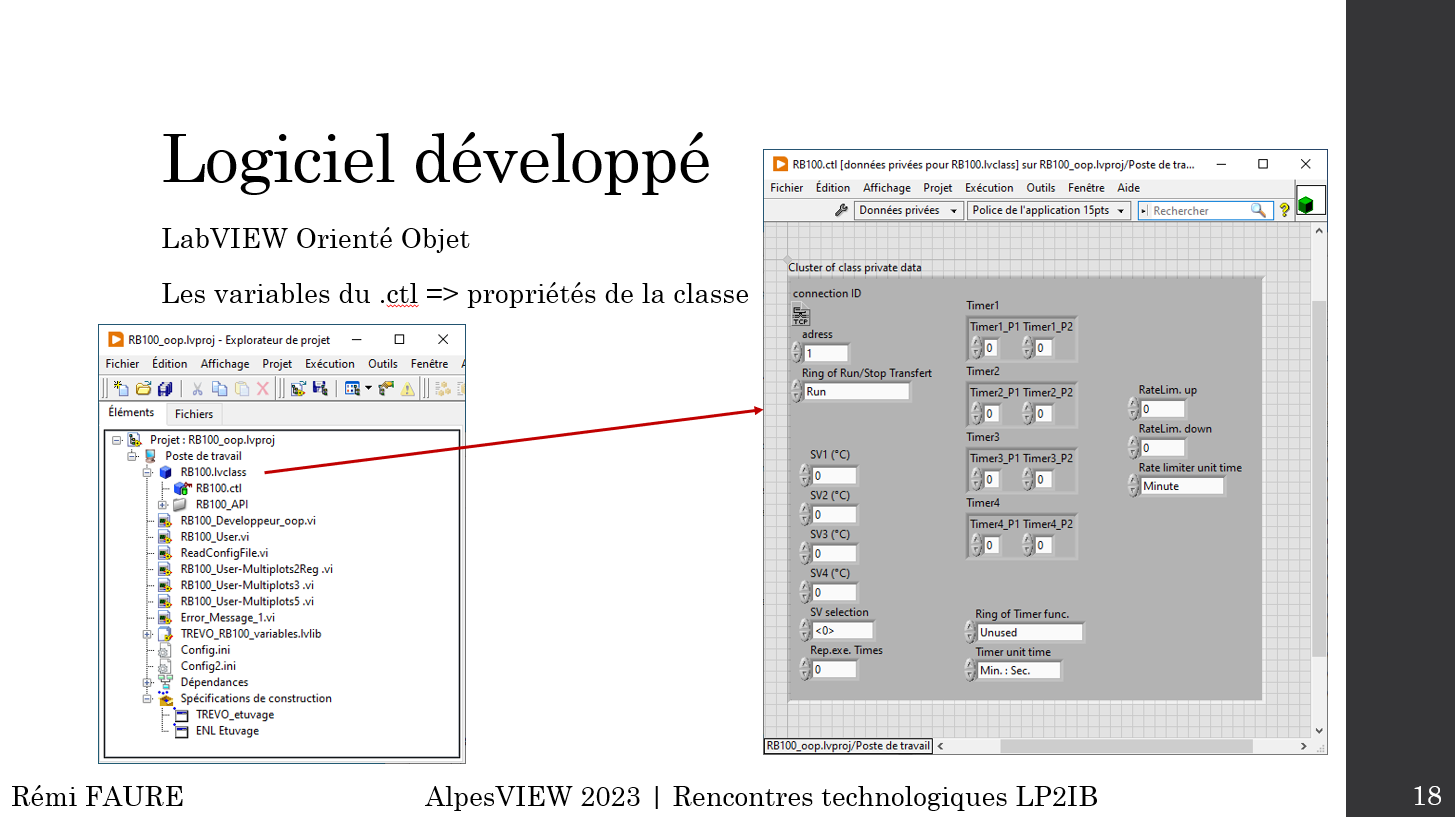 Logiciel développé
LabVIEW Orienté Objet
Les variables du .ctl => propriétés de la classe
RB100_oop.lvproj - Explorateur de projet
Fichier Édition Affichage Projet Exécution Outils Fenêtre
Éléments Fichiers
Projet : RB100_oop.lvproj
Poste de travail
RB100.lvclass
RB100.ctl
RB100_API
RB100_Developpeur_oop.vi
RB100_User.vi
ReadConfigFile.vi
RB100_User-Multiplots2Reg .vi
RB100_User-Multiplots3 .vi
RB100_User-Multiplots5 .vi
Error_Message_1.vi
TREVO_RB100_variables.lvlib
Config.ini
Config2.ini
Dépendances
Spécifications de construction
TREVO_etuvage
ENL Etuvage
RB100.ctl [données privées pour RB100.lvclass] sur RB100_oop.lvproj/Poste de tra...
Fichier Édition Affichage Projet Exécution Outils Fenêtre Aide
Données privées Police de l'application 15pts Rechercher
Cluster of class private data
connection ID
TCP
adress
1
Ring of Run/Stop Transfert
Run
SV1 (°C)
0
SV2 (°C)
0
SV3 (°C)
0
SV4 (°C)
0
SV selection
<0>
Rep.exe. Times
0
Timer1
Timer1_P1 Timer1_P2
0 0
Timer2
Timer2_P1 Timer2_P2
0 0
Timer3
Timer3_P1 Timer3_P2
0 0
Timer4
Timer4_P1 Timer4_P2
0 0
Ring of Timer func.
Unused
Timer unit time
Min. : Sec.
RateLim. up
0
RateLim. down
0
Rate limiter unit time
Minute
RB100_oop.lvproj/Poste de travail
Rémi FAURE
AlpesVIEW 2023 | Rencontres technologiques LP2IB
18